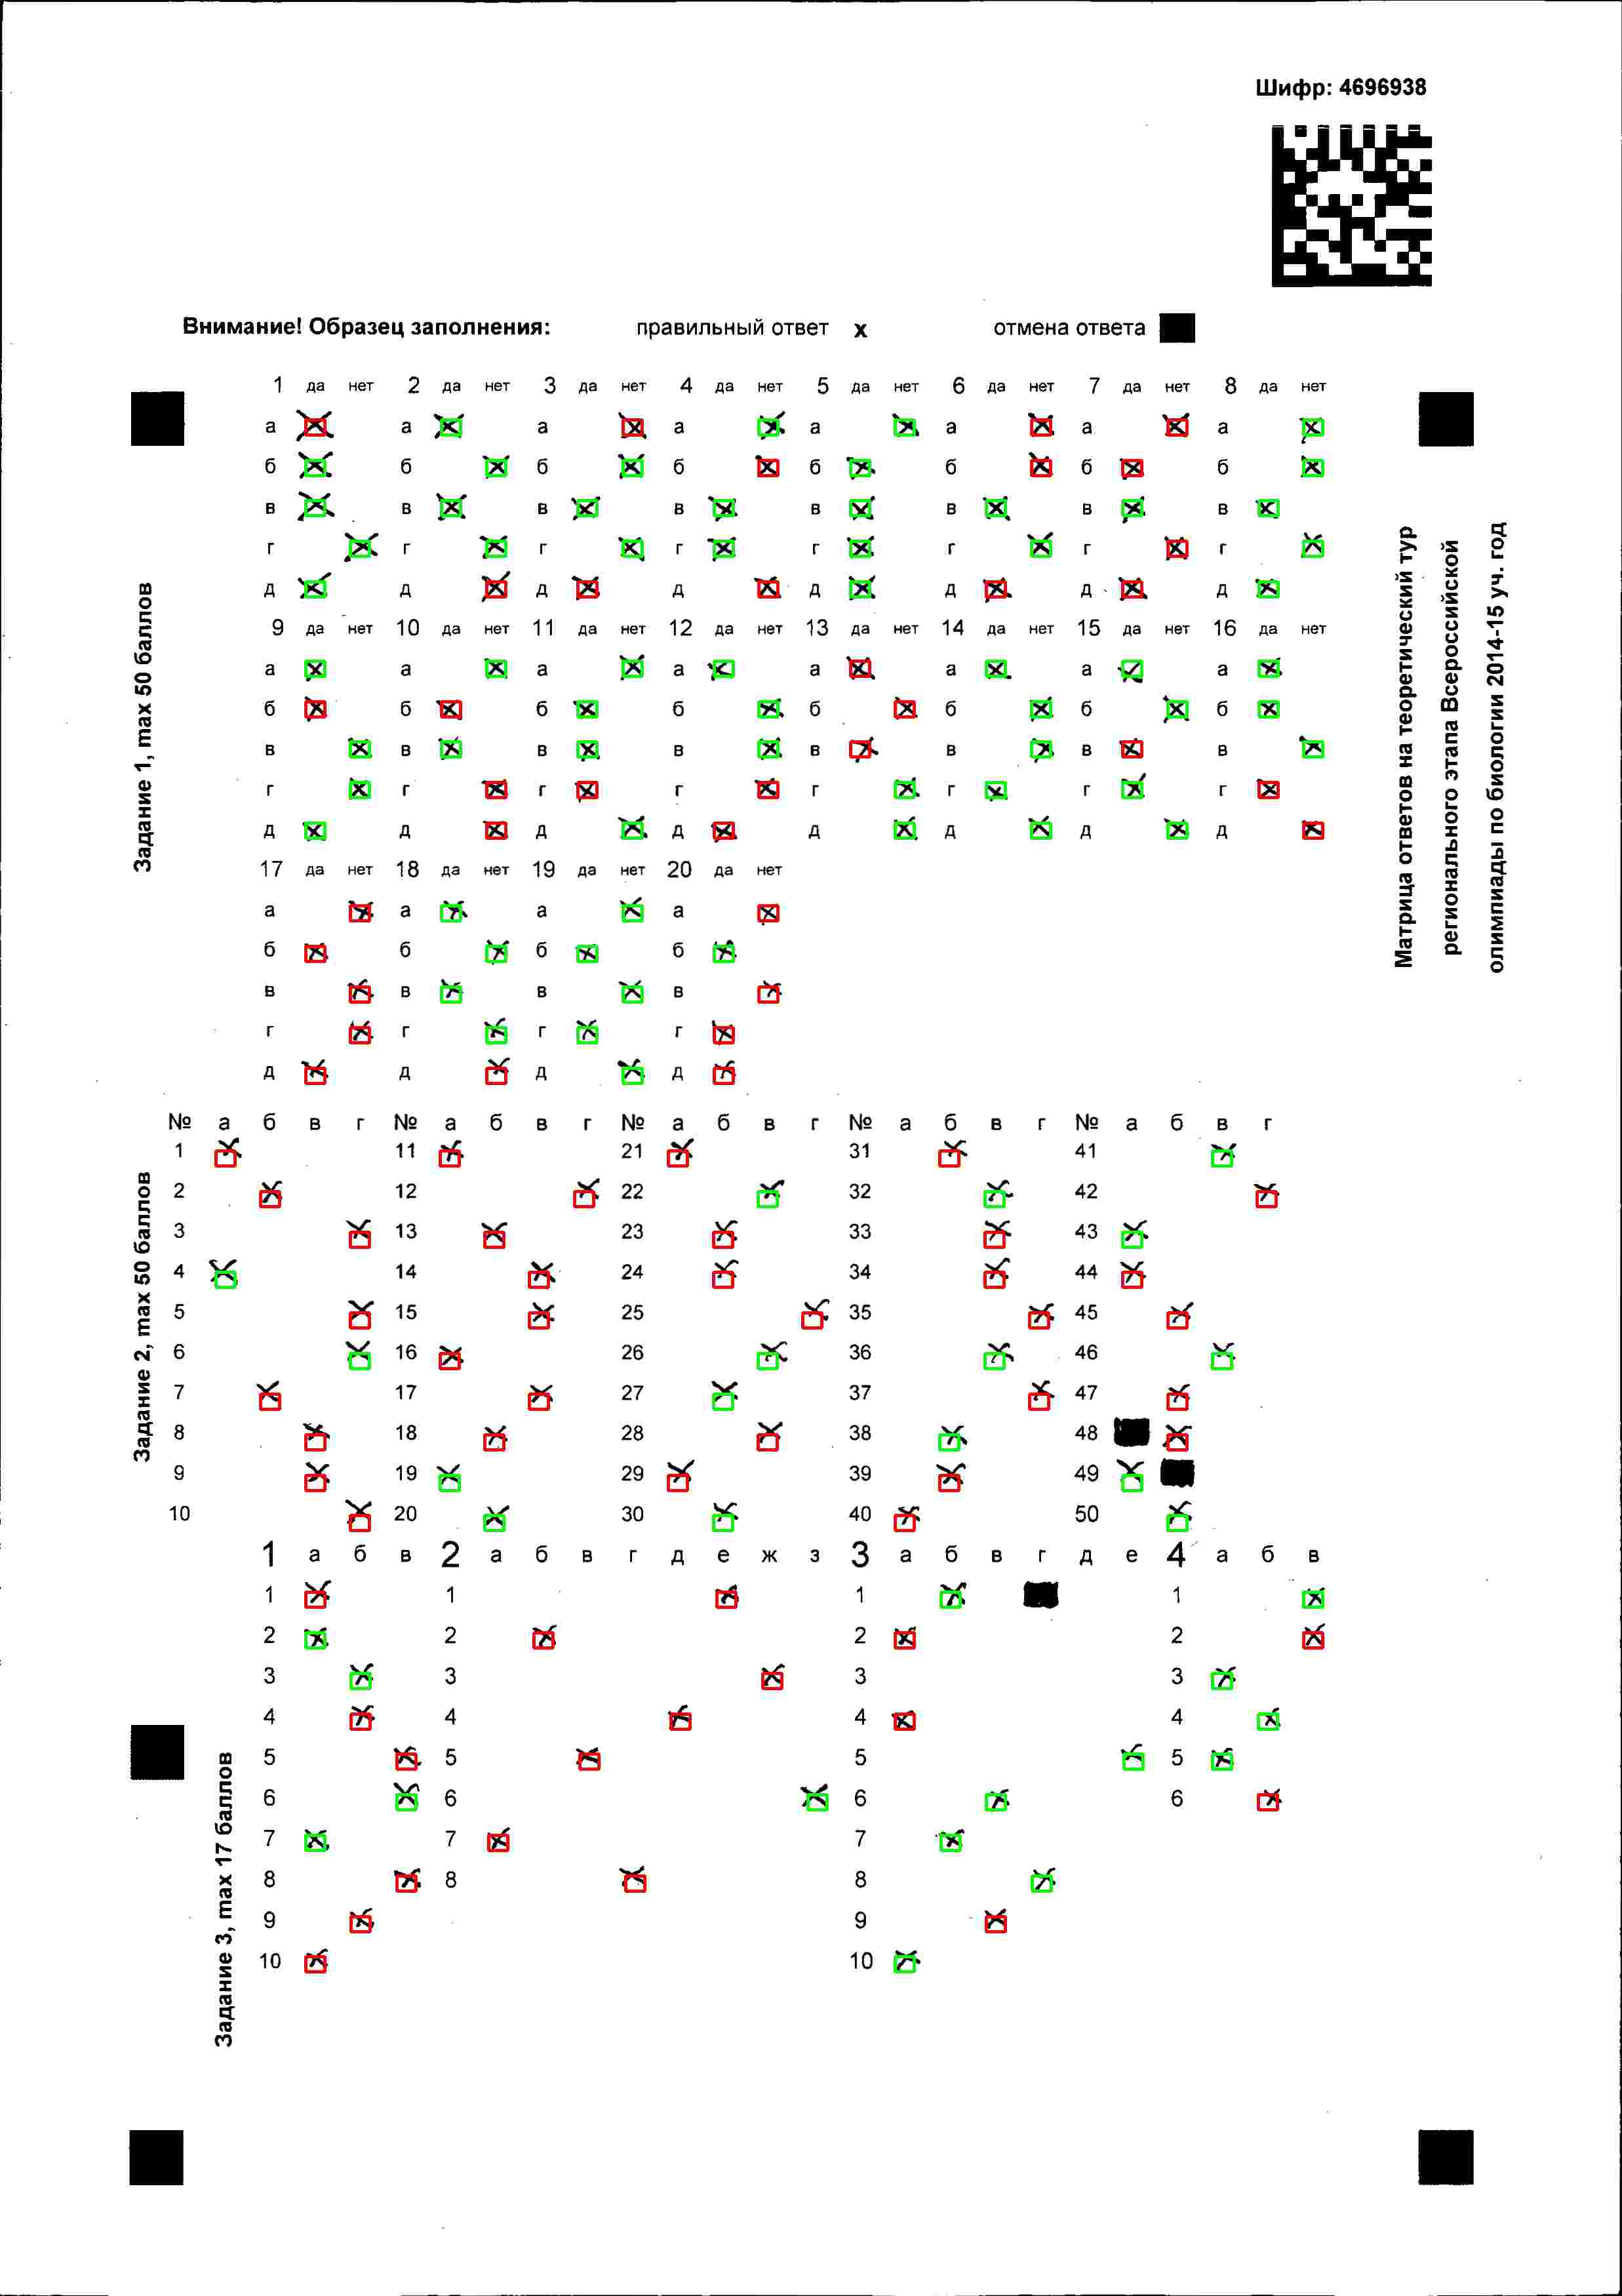 Шифр: 4696938
Внимание! Образец заполнения: правильный ответ х отмена ответа
Матрица ответов на теоретический тур
регионального этапа Всероссийской
олимпиады по биологии 2014-15 уч. год
Задание 1, max 50 баллов
1 да нет 2 да нет 3 да нет 4 да нет 5 да нет 6 да нет 7 да нет 8 да нет
а а а а а а а а
б б б б б б б б
в в в в в в в в
г г г г г г г г
д д д д д д д д
9 да нет 10 да нет 11 да нет 12 да нет 13 да нет 14 да нет 15 да нет 16 да нет
а а а а а а а а
б б б б б б б б
в в в в в в в в
г г г г г г г г
д д д д д д д д
17 да нет 18 да нет 19 да нет 20 да нет
а а а а
б б б б
в в в в
г г г г
д д д д
Задание 2, max 50 баллов
№ а б в г № а б в г № а б в г № а б в г № а б в г
1 11 21 31 41
2 12 22 32 42
3 13 23 33 43
4 14 24 34 44
5 15 25 35 45
6 16 26 36 46
7 17 27 37 47
8 18 28 38 48
9 19 29 39 49
10 20 30 40 50
Задание 3, max 17 баллов
1 а б в 2 а б в г д е ж з 3 а б в г д е 4 а б в
1 1 1 1
2 2 2 2
3 3 3 3
4 4 4 4
5 5 5 5
6 6 6 6
7 7 7
8 8 8
9 9
10 10